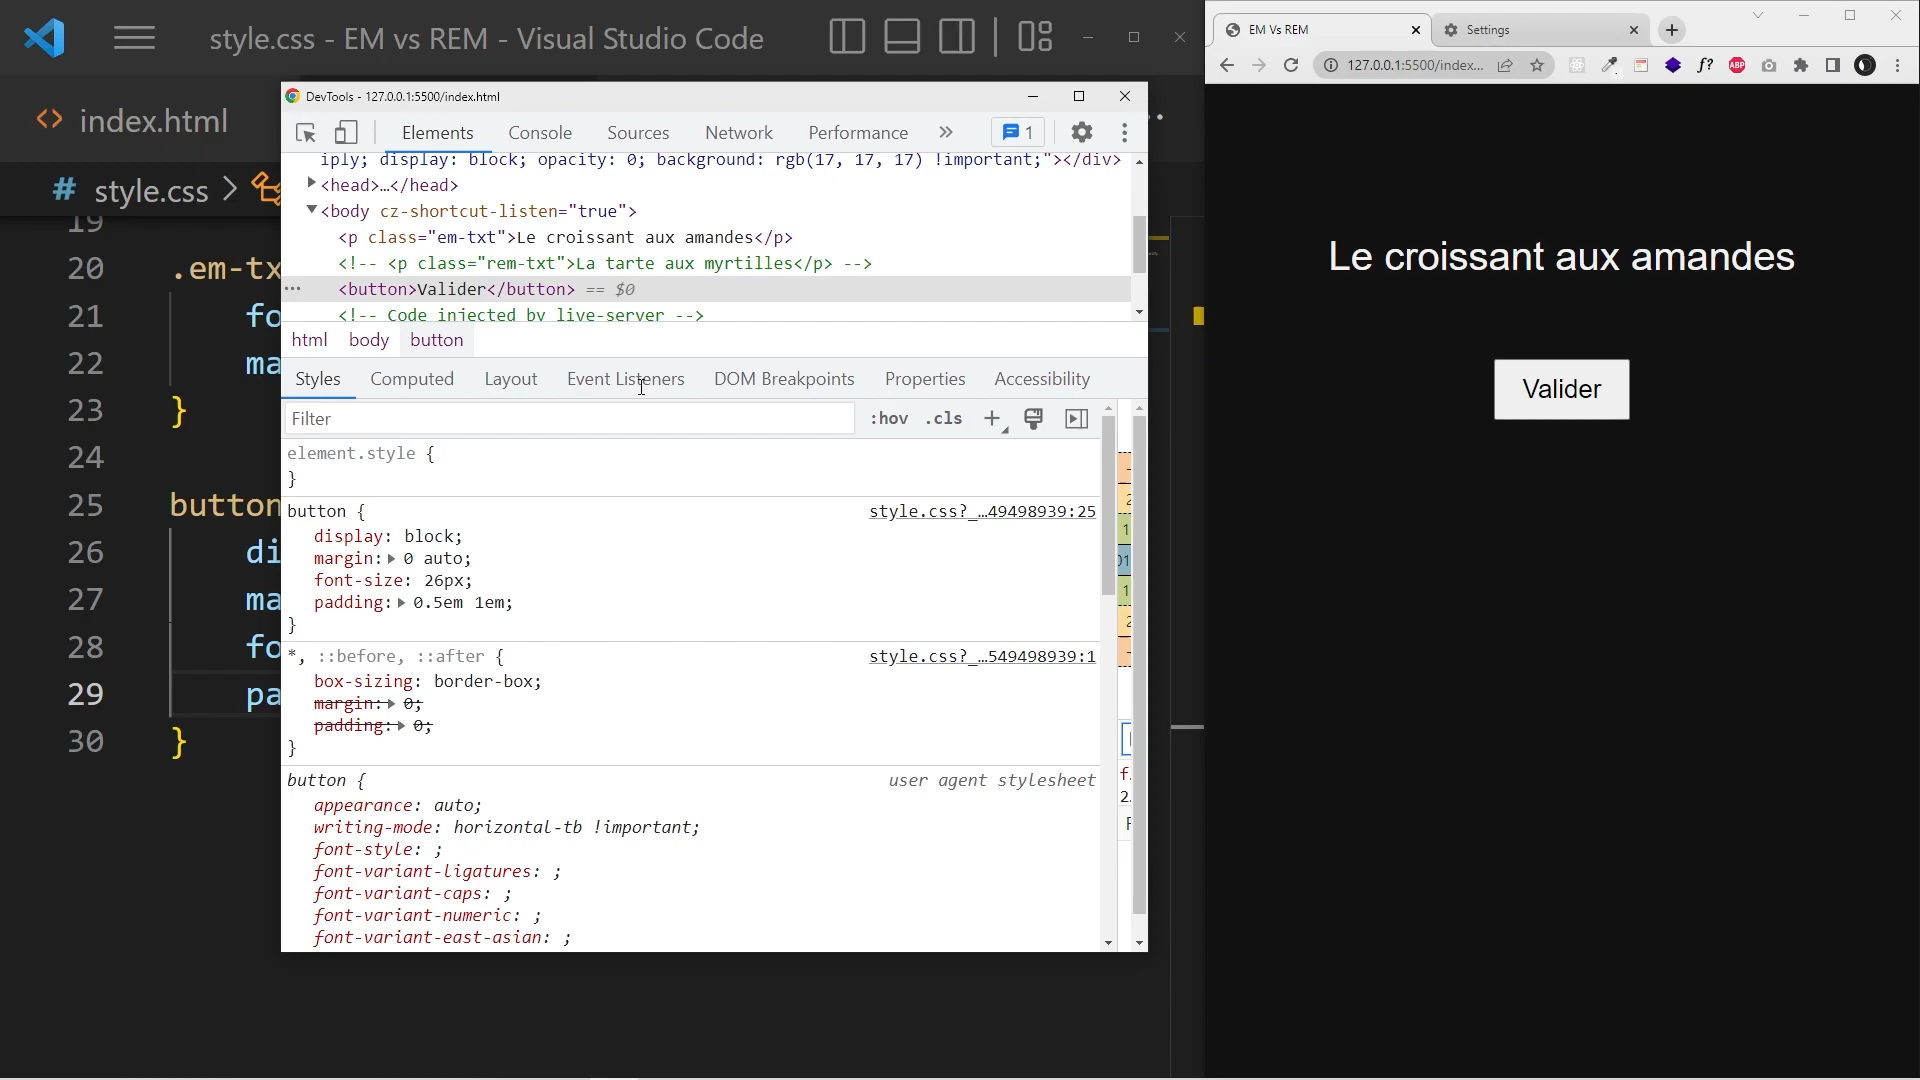 style.css - EM vs REM - Visual Studio Code
index.html
# style.css >
19
20 .em-tx
21 fo
22 ma
23 }
24
25 button
26 di
27 ma
28 fo
29 pa
30 }
DevTools - 127.0.0.1:5500/index.html
Elements Console Sources Network Performance » 1
iply; display: block; opacity: 0; background: rgb(17, 17, 17) !important;"></div>
<head>…</head>
<body cz-shortcut-listen="true">
<p class="em-txt">Le croissant aux amandes</p>
<!-- <p class="rem-txt">La tarte aux myrtilles</p> -->
<button>Valider</button> == $0
<!-- Code injected by live-server -->
html body button
Styles Computed Layout Event Listeners DOM Breakpoints Properties Accessibility
Filter :hov .cls +
element.style {
}
button { style.css?_…49498939:25
display: block;
margin: 0 auto;
font-size: 26px;
padding: 0.5em 1em;
}
*, ::before, ::after { style.css?_…549498939:1
box-sizing: border-box;
margin: 0;
padding: 0;
}
button { user agent stylesheet
appearance: auto;
writing-mode: horizontal-tb !important;
font-style: ;
font-variant-ligatures: ;
font-variant-caps: ;
font-variant-numeric: ;
font-variant-east-asian: ;
EM Vs REM
Settings
127.0.0.1:5500/index...
f?
ABP
Le croissant aux amandes
Valider